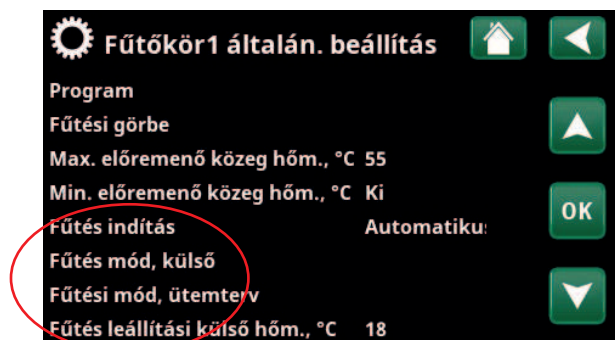 Fűtőkör1 általán. beállítás
Program
Fűtési görbe
Max. előremenő közeg hőm., °C 55
Min. előremenő közeg hőm., °C Ki
Fűtés indítás Automatiku
OK
Fűtés mód, külső
Fűtési mód, ütemterv
Fűtés leállítási külső hőm., °C 18